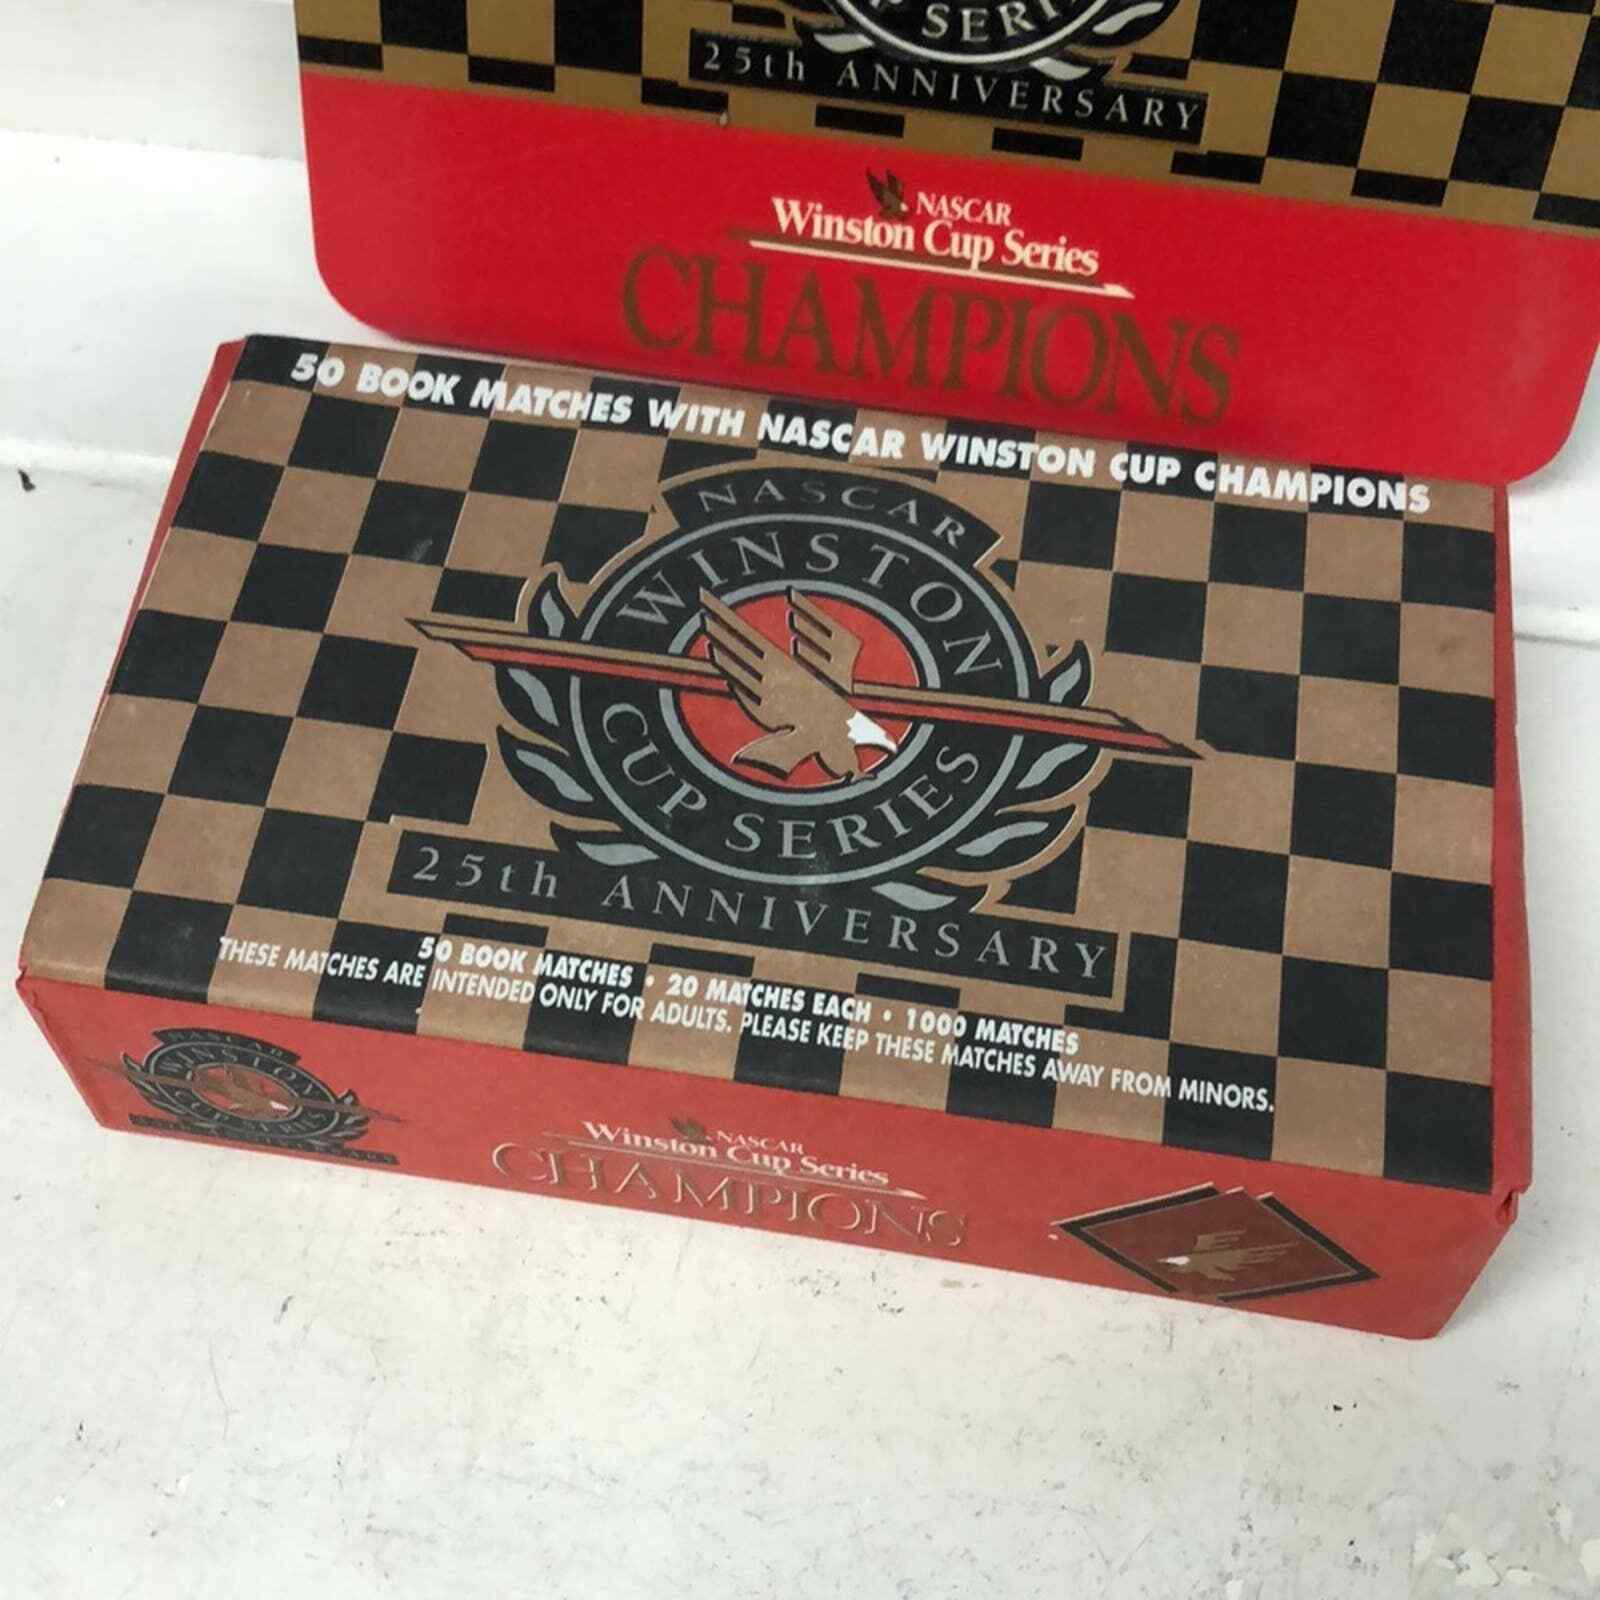 P SERI
25th ANNIVERSARY
NASCAR
Winston Cup Series
CHAMPIONS
50 BOOK MATCHES WITH NASCAR WINSTON CUP CHAMPIONS
NASCAR
WINSTON
CUP SERIES
25th ANNIVERSARY
50 BOOK MATCHES • 20 MATCHES EACH • 1000 MATCHES
THESE MATCHES ARE INTENDED ONLY FOR ADULTS. PLEASE KEEP THESE MATCHES AWAY FROM MINORS.
NASCAR
WINSTON
CUP SERIES
NASCAR
Winston Cup Series
CHAMPIONS